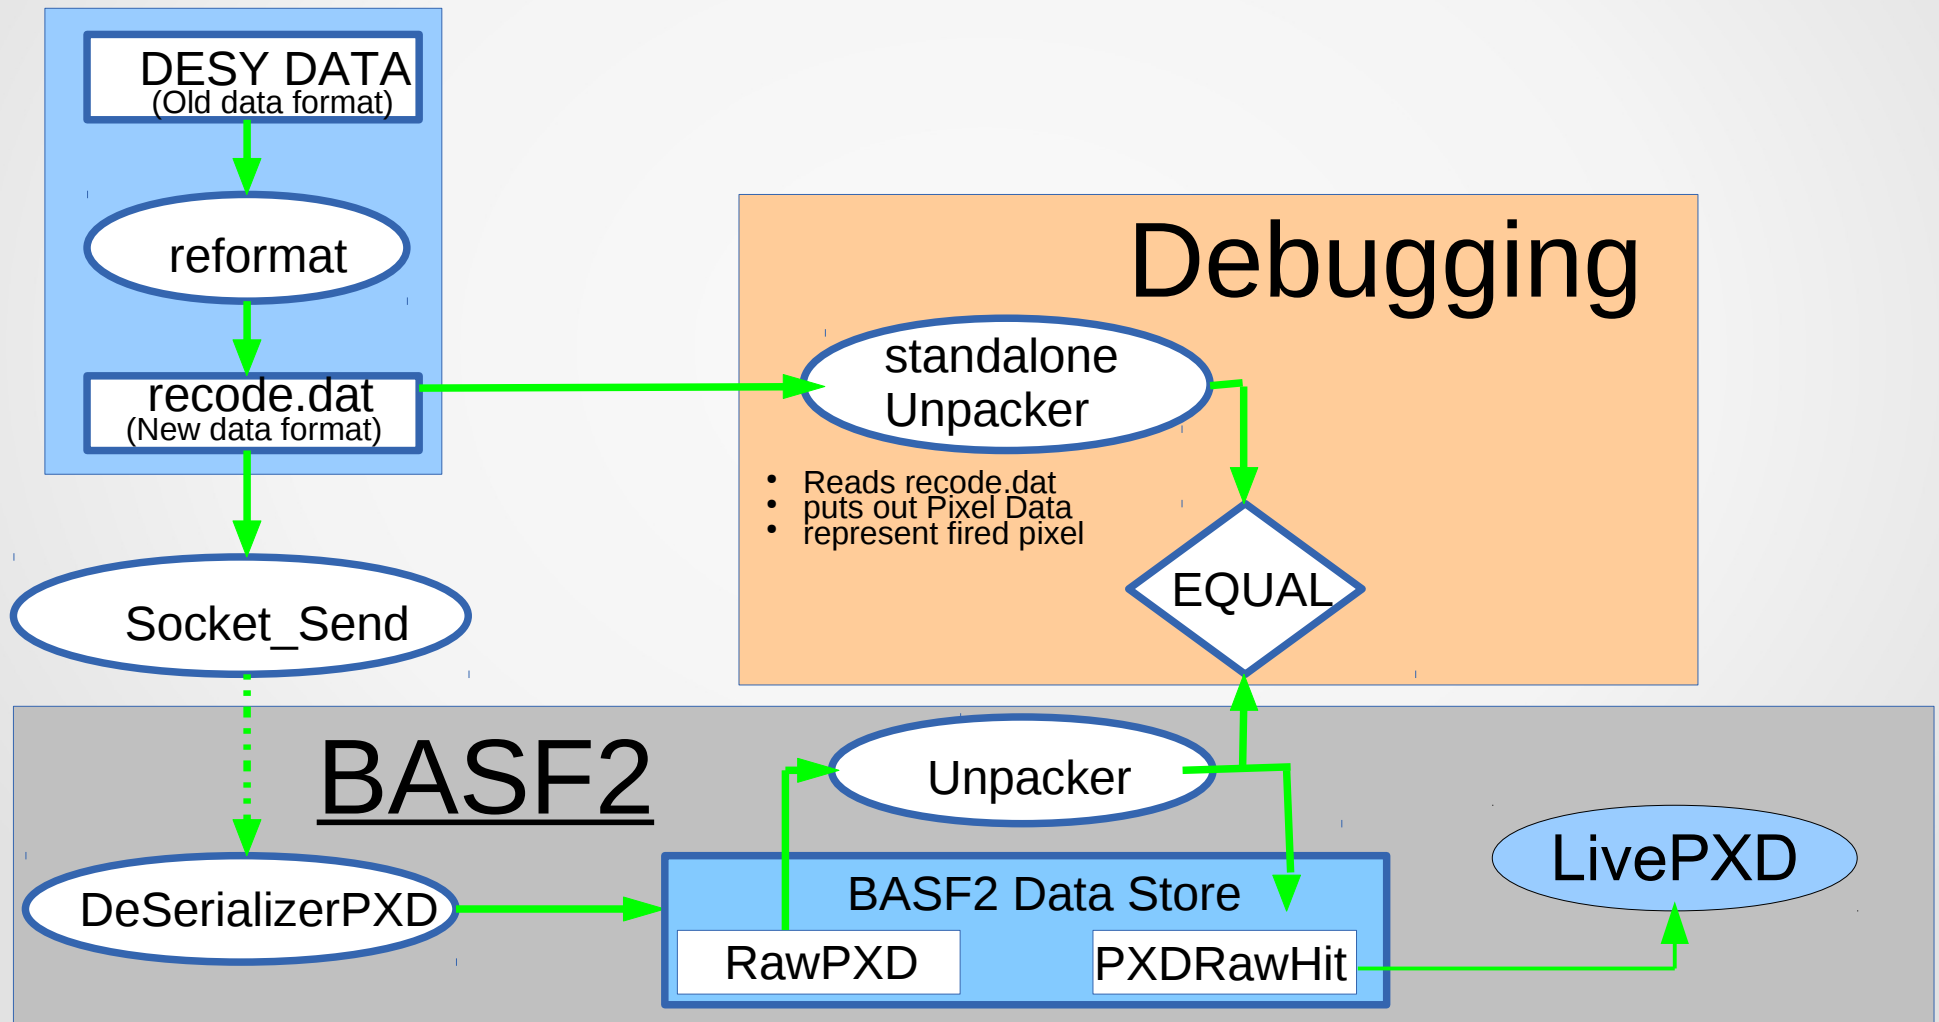 DESY DATA
(Old data format)
reformat
recode.dat
(New data format)
Socket_Send
Debugging
standalone
Unpacker
• Reads recode.dat
• puts out Pixel Data
• represent fired pixel
EQUAL
BASF2
Unpacker
DeSerializerPXD
BASF2 Data Store
RawPXD
PXDRawHit
LivePXD